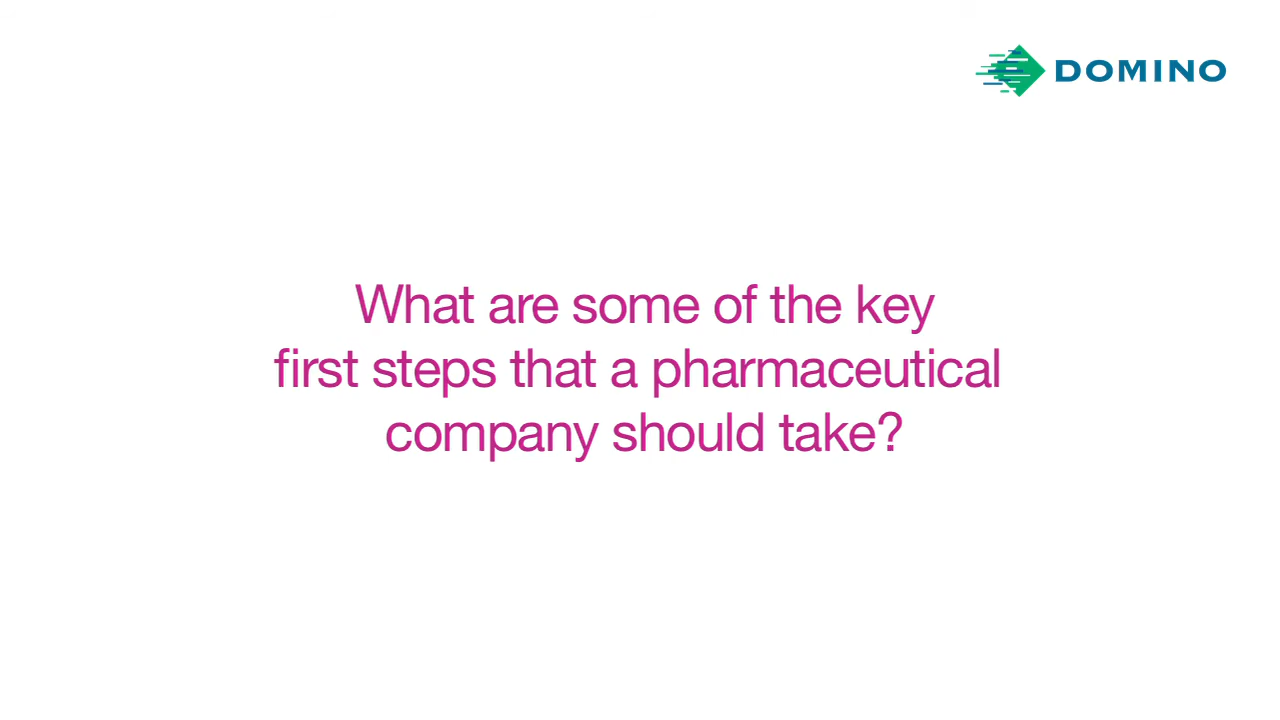 DOMINO
What are some of the key
first steps that a pharmaceutical
company should take?